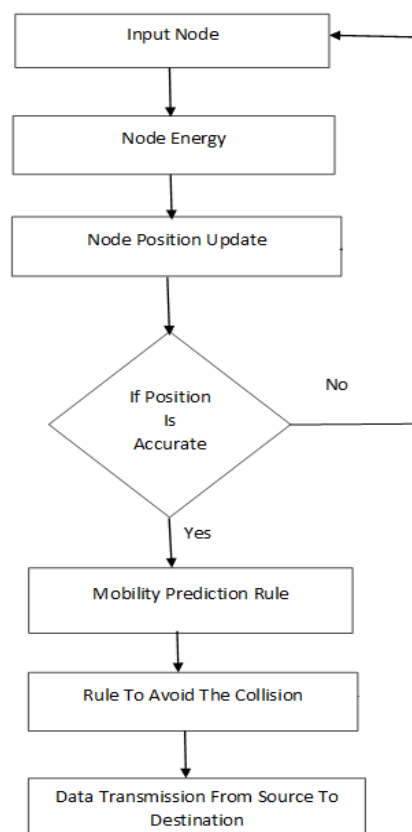 Input Node
Node Energy
Node Position Update
If Position
Is
Accurate
No
Yes
Mobility Prediction Rule
Rule To Avoid The Collision
Data Transmission From Source To
Destination